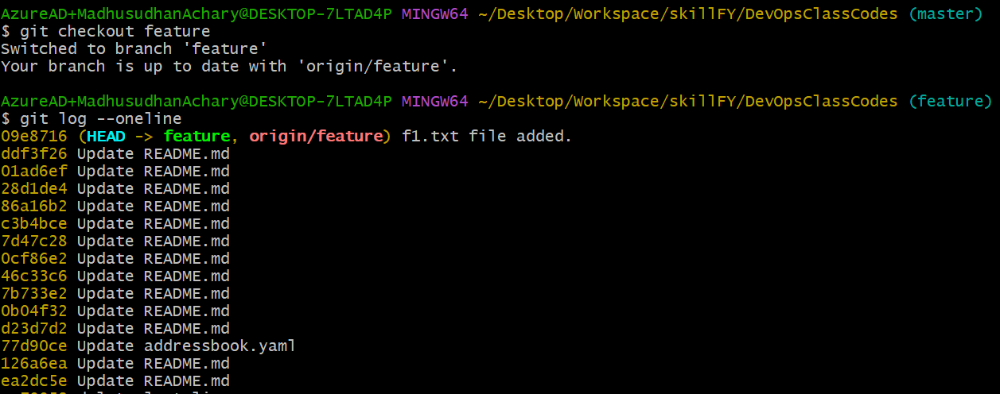 AzureAD+MadhusudhanAchary@DESKTOP-7LTAD4P MINGW64 ~/Desktop/Workspace/skillFY/DevOpsClassCodes (master)
$ git checkout feature
Switched to branch 'feature'
Your branch is up to date with 'origin/feature'.
AzureAD+MadhusudhanAchary@DESKTOP-7LTAD4P MINGW64 ~/Desktop/Workspace/skillFY/DevOpsClassCodes (feature)
$ git log --oneline
09e8716 (HEAD -> feature, origin/feature) f1.txt file added.
ddf3f26 Update README.md
01ad6ef Update README.md
28d1de4 Update README.md
86a16b2 Update README.md
c3b4bce Update README.md
7d47c28 Update README.md
0cf86e2 Update README.md
46c33c6 Update README.md
7b733e2 Update README.md
0b04f32 Update README.md
d23d7d2 Update README.md
77d90ce Update addressbook.yaml
126a6ea Update README.md
ea2dc5e Update README.md